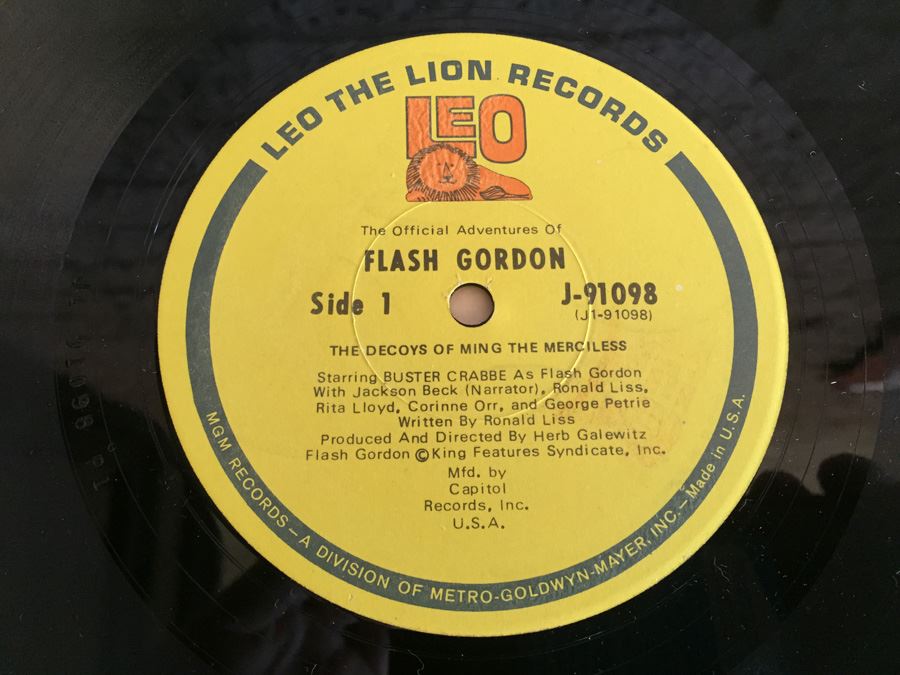 LEO THE LION RECORDS
LEO
The Official Adventures Of
FLASH GORDON
Side 1
J-91098
(J1-91098)
THE DECOYS OF MING THE MERCILESS
Starring BUSTER CRABBE As Flash Gordon
With Jackson Beck (Narrator), Ronald Liss,
Rita Lloyd, Corinne Orr, and George Petrie
Written By Ronald Liss
Produced And Directed By Herb Galewitz
Flash Gordon ©King Features Syndicate, Inc.
Mfd. by
Capitol
Records, Inc.
U.S.A.
MGM RECORDS – A DIVISION OF METRO-GOLDWYN-MAYER, INC. – Made in U.S.A.